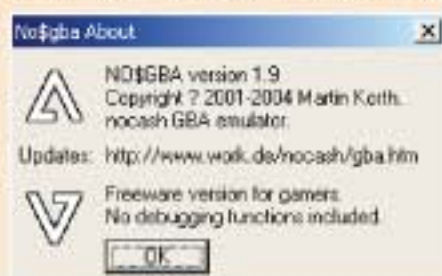 No$gba About
NO$GBA version 1.9
Copyright ? 2001-2004 Martin Korth.
nocash GBA emulator.
Updates: http://www.work.de/nocash/gba.htm
Freeware version for gamers.
No debugging functions included.
OK